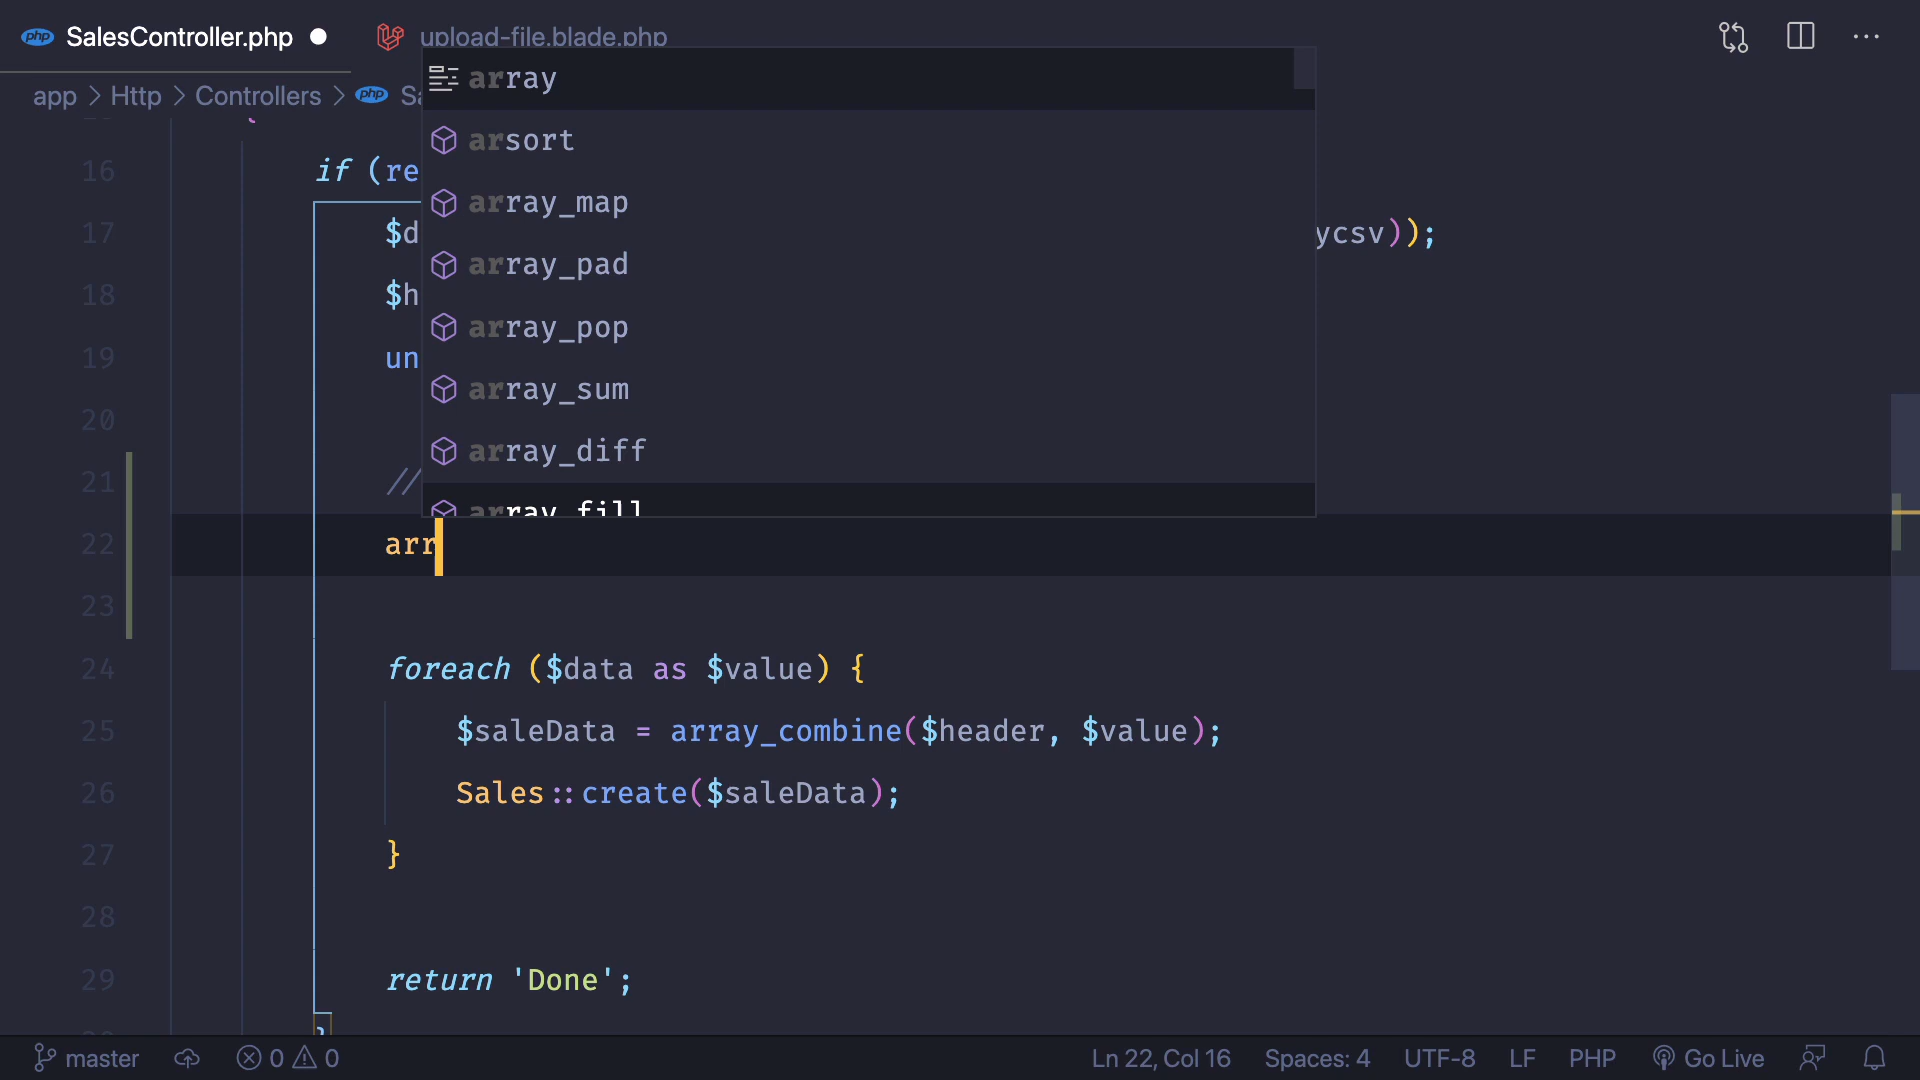 php SalesController.php
upload-file.blade.php
app > Http > Controllers > php Sa
array
arsort
array_map
array_pad
array_pop
array_sum
array_diff
array_fill
16 if (re
17 $d ycsv));
18 $h
19 un
20
21 //
22 arr
23
24 foreach ($data as $value) {
25 $saleData = array_combine($header, $value);
26 Sales::create($saleData);
27 }
28
29 return 'Done';
}
master 0 0 Ln 22, Col 16 Spaces: 4 UTF-8 LF PHP Go Live